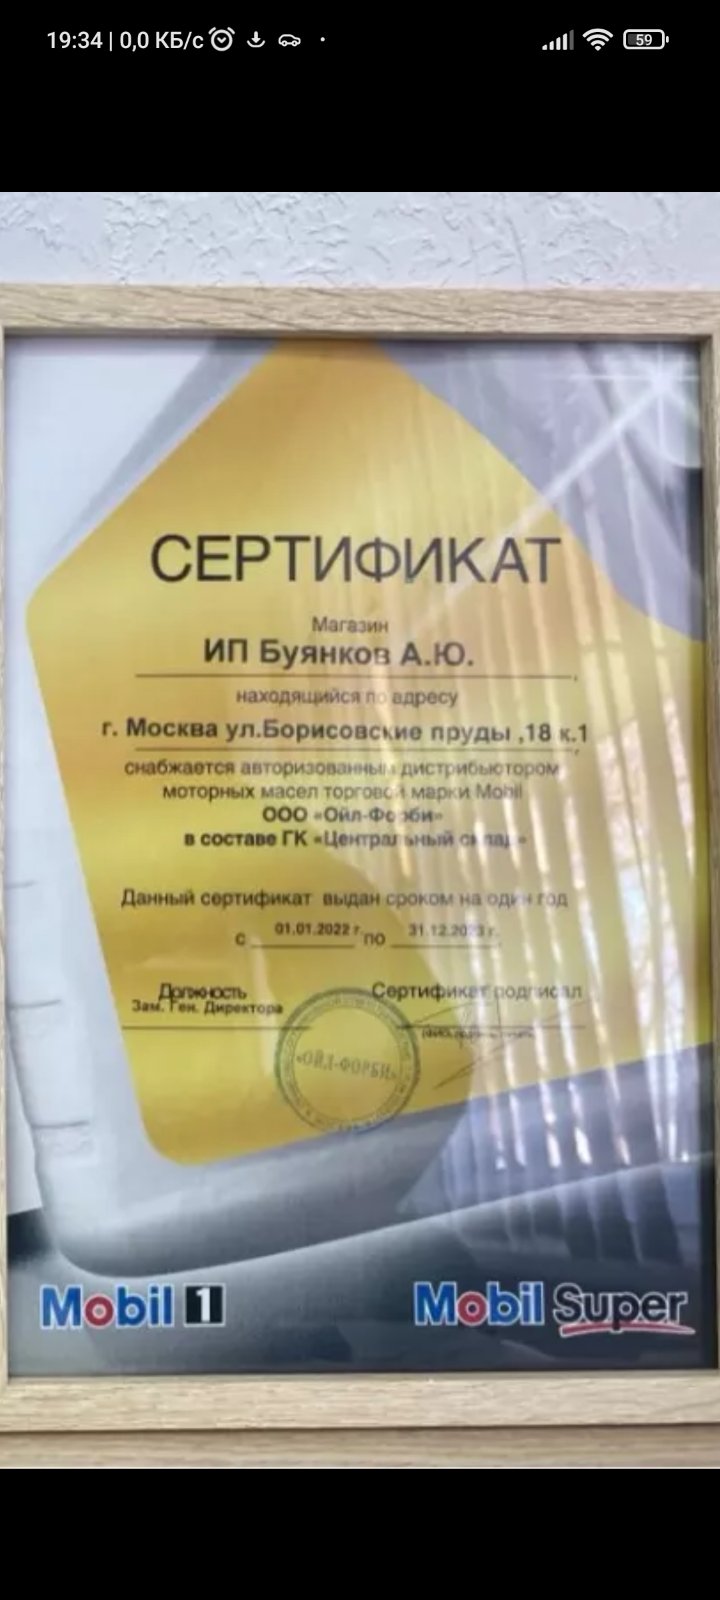 19:34 | 0,0 КБ/с
59
СЕРТИФИКАТ
Магазин
ИП Буянков А.Ю.
находящийся по адресу
г. Москва ул.Борисовские пруды ,18 к.1
снабжается авторизованным дистрибьютором
моторных масел торговой марки Mobil
ООО «Ойл-Форби»
в составе ГК «Центральный склад»
Данный сертификат выдан сроком на один год
с 01.01.2022 г. по 31.12.2023 г.
Должность Сертификат подписал
Зам. Ген. Директора
«ОЙЛ-ФОРБИ»
Mobil 1 Mobil Super